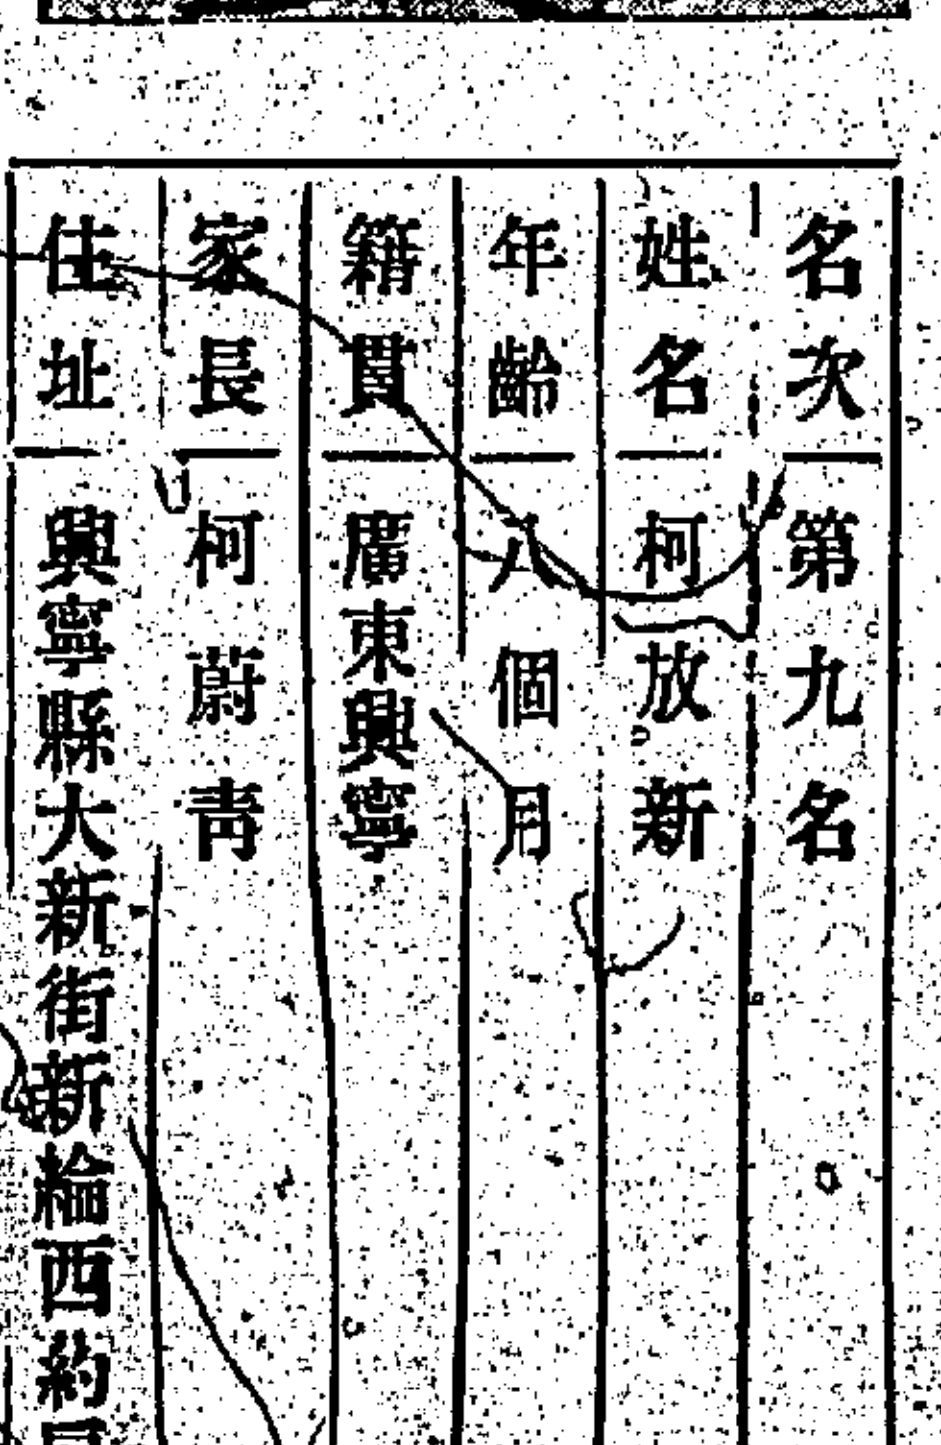 名次 第九名
姓名 柯放新
年齡 八個月
籍貫 廣東興寧
家長 柯蔚靑
住址 興寧縣大新街新綸西約